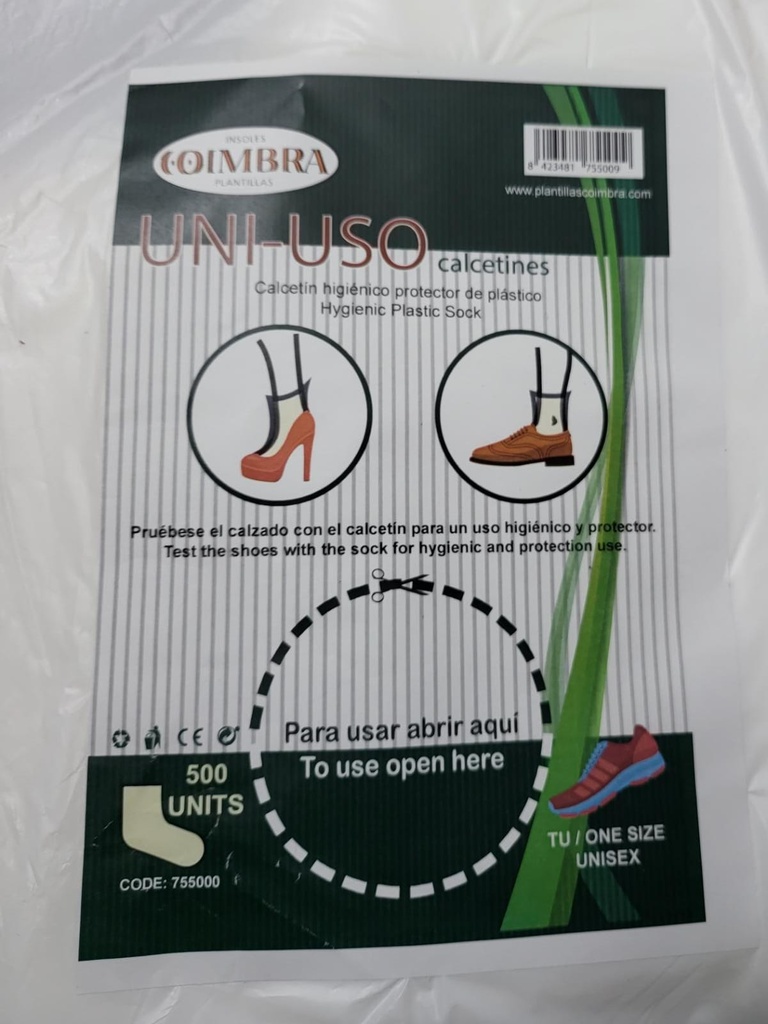 INSOLES
COIMBRA
PLANTILLAS
8 423481 755009
www.plantillascoimbra.com
UNI-USO calcetines
Calcetín higiénico protector de plástico
Hygienic Plastic Sock
Pruébese el calzado con el calcetín para un uso higiénico y protector.
Test the shoes with the sock for hygienic and protection use.
CE
Para usar abrir aquí
To use open here
500
UNITS
CODE: 755000
TU / ONE SIZE
UNISEX